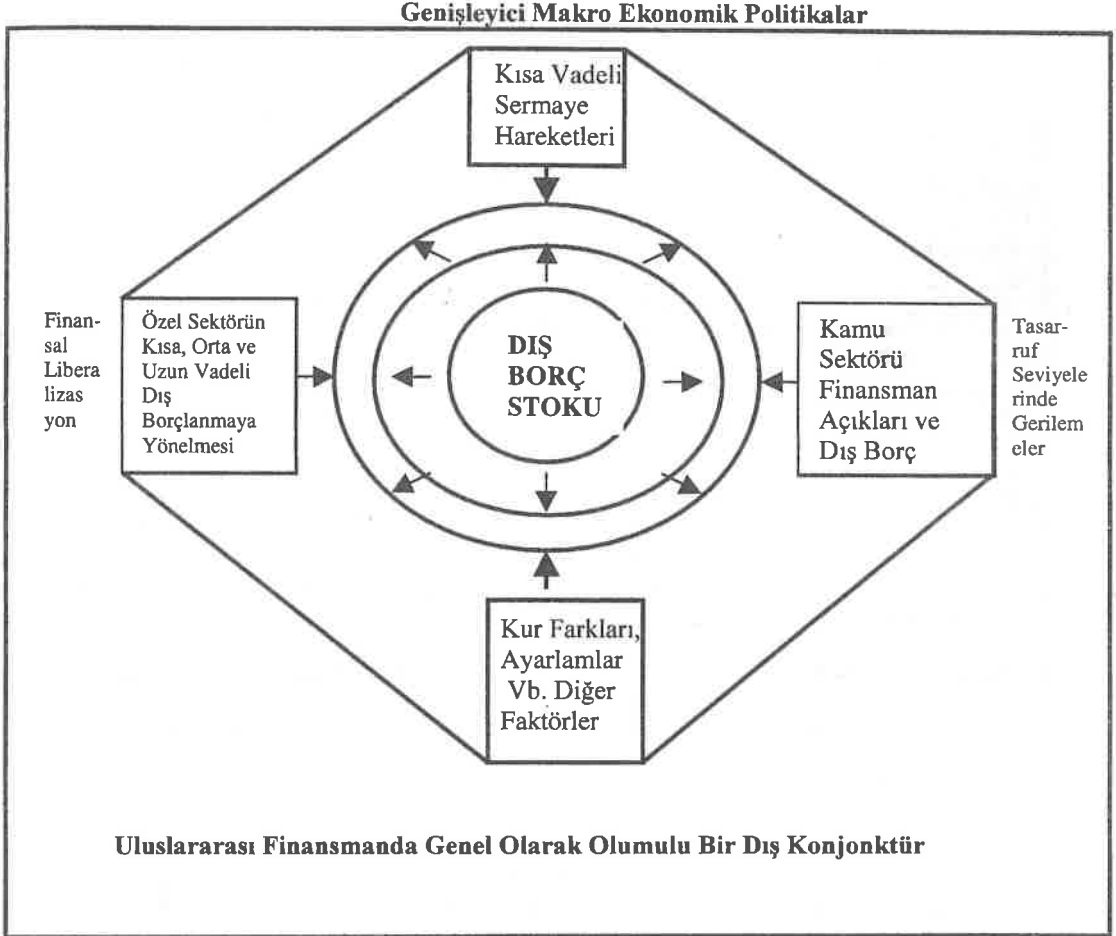 Genişleyici Makro Ekonomik Politikalar
Kısa Vadeli
Sermaye
Hareketleri
Finan-
sal
Libera
lizas
yon
Özel Sektörün
Kısa, Orta ve
Uzun Vadeli
Dış
Borçlanmaya
Yönelmesi
DIŞ
BORÇ
STOKU
Kamu
Sektörü
Finansman
Açıkları ve
Dış Borç
Tasar-
ruf
Seviyele
rinde
Gerilem
eler
Kur Farkları,
Ayarlamlar
Vb. Diğer
Faktörler
Uluslararası Finansmanda Genel Olarak Olumulu Bir Dış Konjonktür